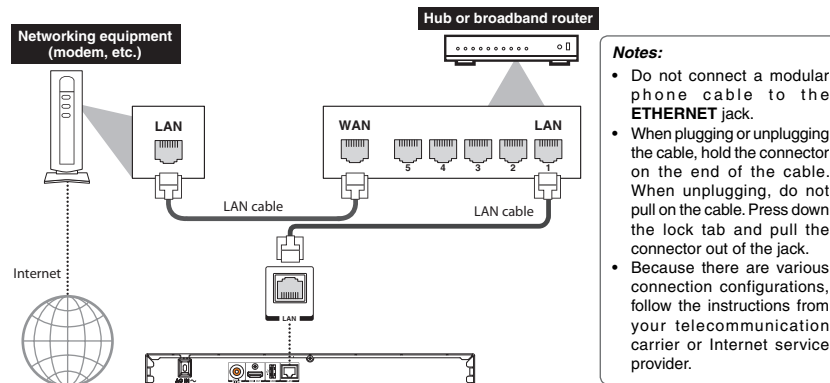 Hub or broadband router
Networking equipment
(modem, etc.)
LAN
WAN
LAN
5
4
3
2
1
LAN cable
LAN cable
Internet
LAN
AC IN
Notes:
• Do not connect a modular
phone cable to the
ETHERNET jack.
• When plugging or unplugging
the cable, hold the connector
on the end of the cable.
When unplugging, do not
pull on the cable. Press down
the lock tab and pull the
connector out of the jack.
• Because there are various
connection configurations,
follow the instructions from
your telecommunication
carrier or Internet service
provider.